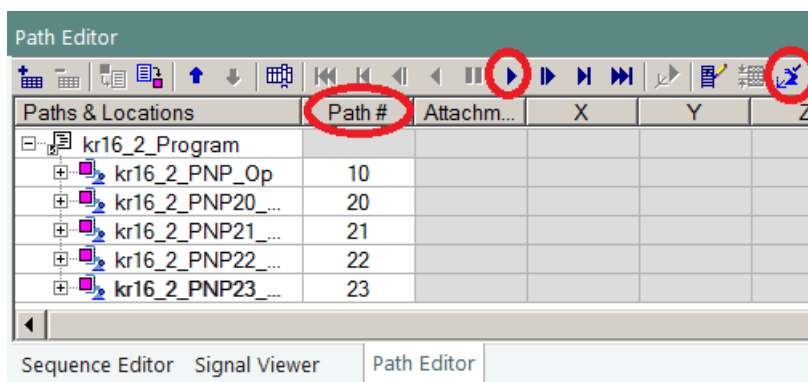 Path Editor
Paths & Locations Path # Attachm... X Y Z
kr16_2_Program
kr16_2_PNP_Op 10
kr16_2_PNP20_... 20
kr16_2_PNP21_... 21
kr16_2_PNP22_... 22
kr16_2_PNP23_... 23
Sequence Editor Signal Viewer Path Editor